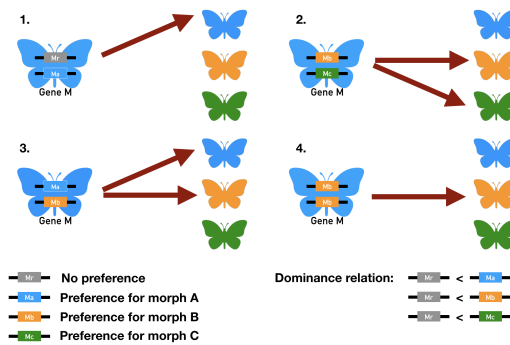 1.
Mr
Ma
Gene M
2.
Mb
Mc
Gene M
3.
Ma
Mb
Gene M
4.
Mb
Mb
Gene M
Mr No preference
Ma Preference for morph A
Mb Preference for morph B
Mc Preference for morph C
Dominance relation: Mr < Ma
Mr < Mb
Mr < Mc